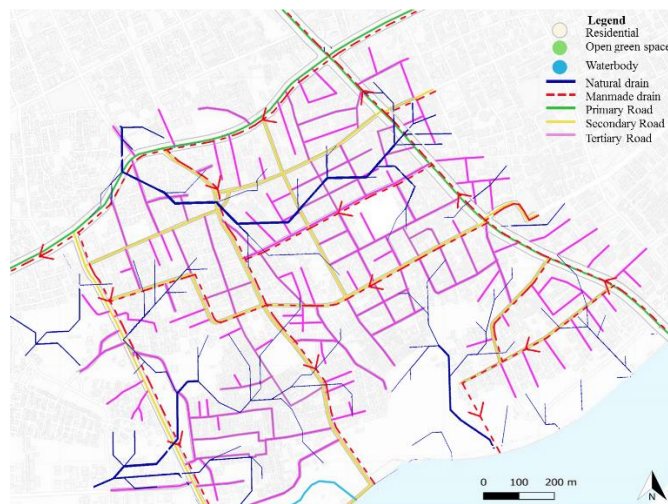 Legend
Residential
Open green space
Waterbody
Natural drain
Manmade drain
Primary Road
Secondary Road
Tertiary Road
0 100 200 m